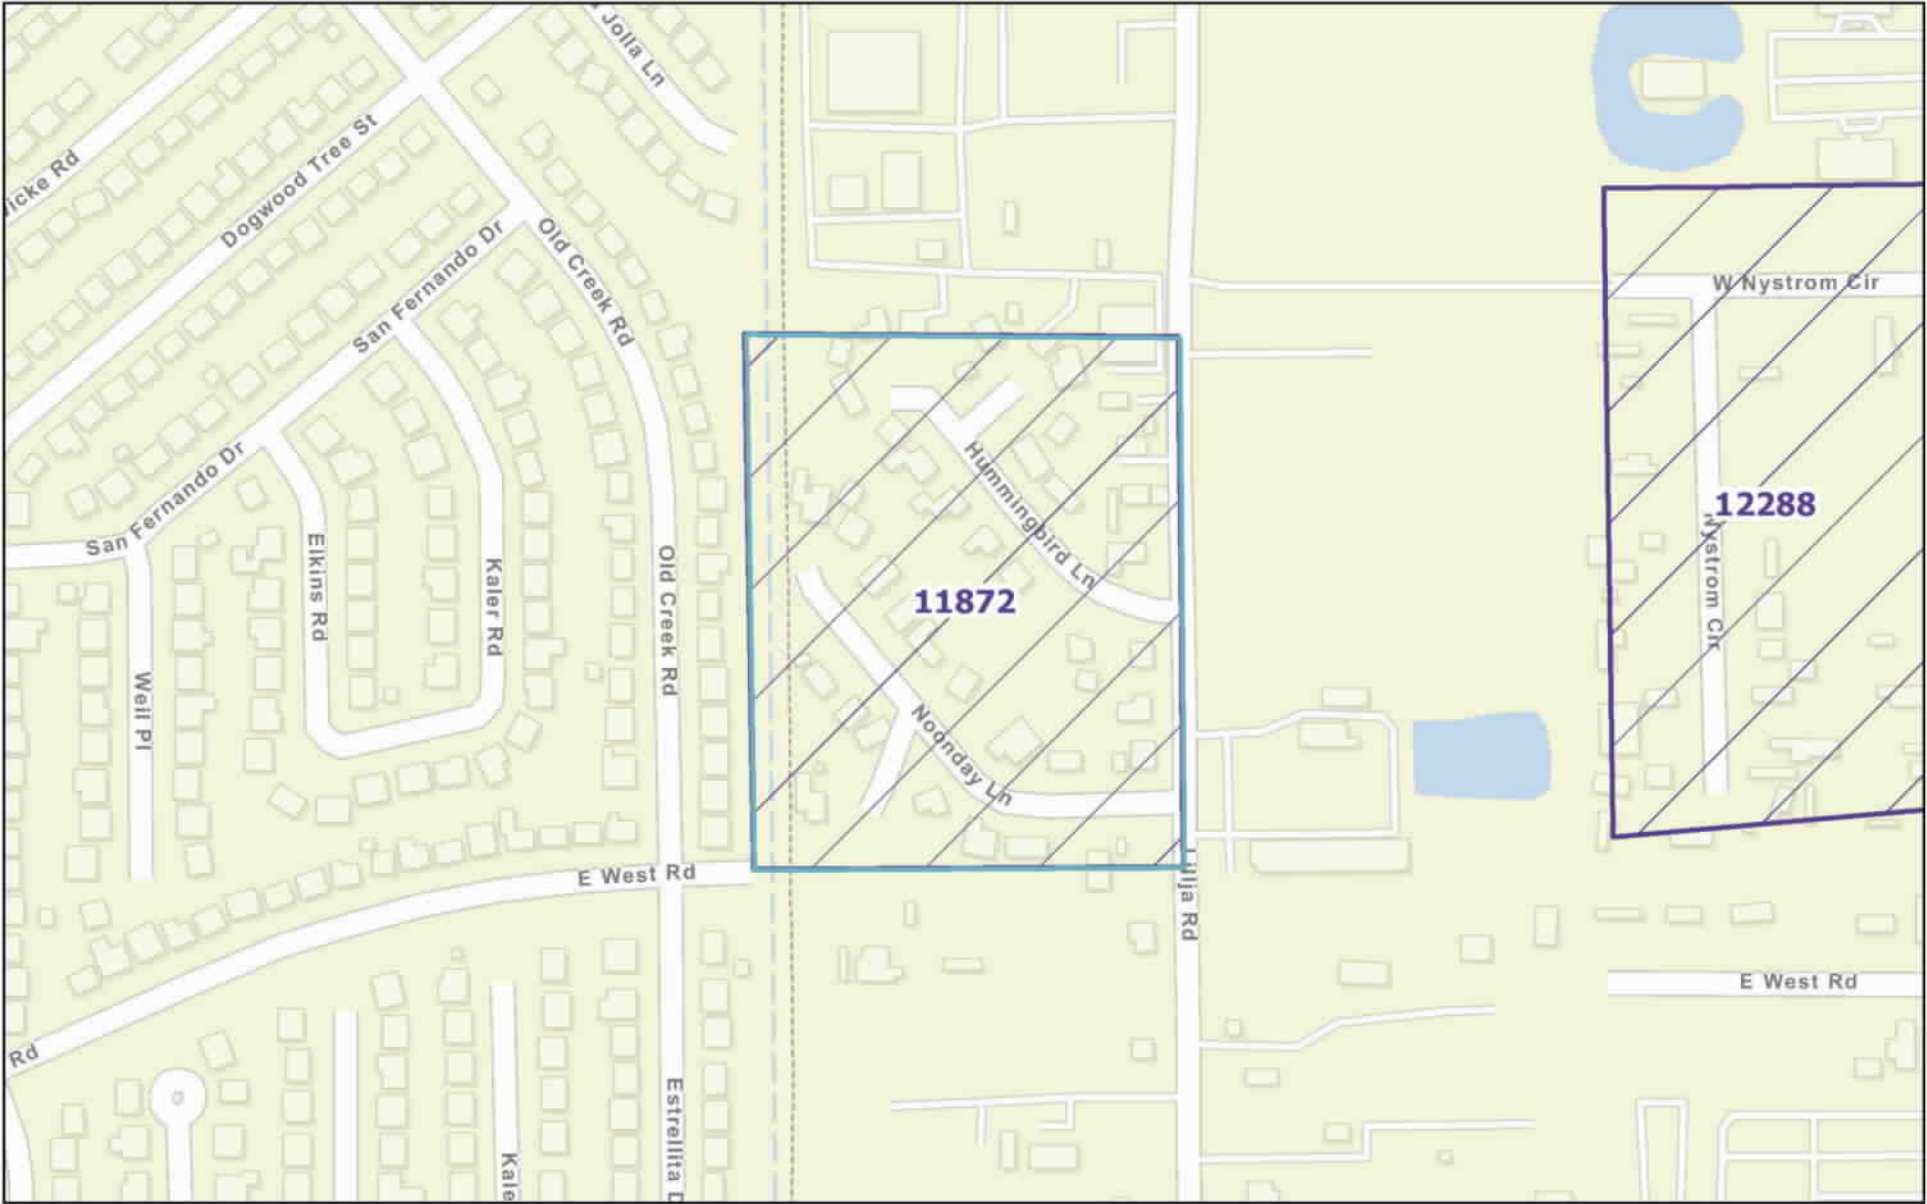 Jolla Ln
Dogwood Tree St
San Fernando Dr
Old Creek Rd
W Nystrom Cir
San Fernando Dr
Elkins Rd
Kaler Rd
Old Creek Rd
Hummingbird Ln
11872
12288
Nystrom Cir
Weil Pl
Noonday Ln
E West Rd
Lilja Rd
E West Rd
Rd
Estrellita D
Kale